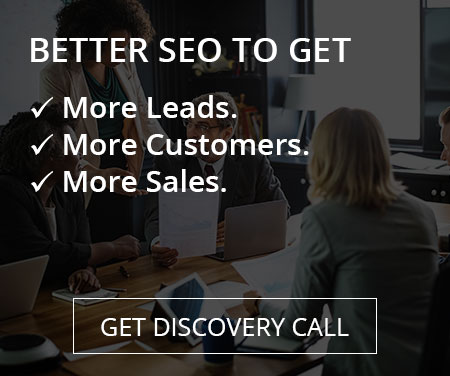 BETTER SEO TO GET
✓ More Leads.
✓ More Customers.
✓ More Sales.
GET DISCOVERY CALL